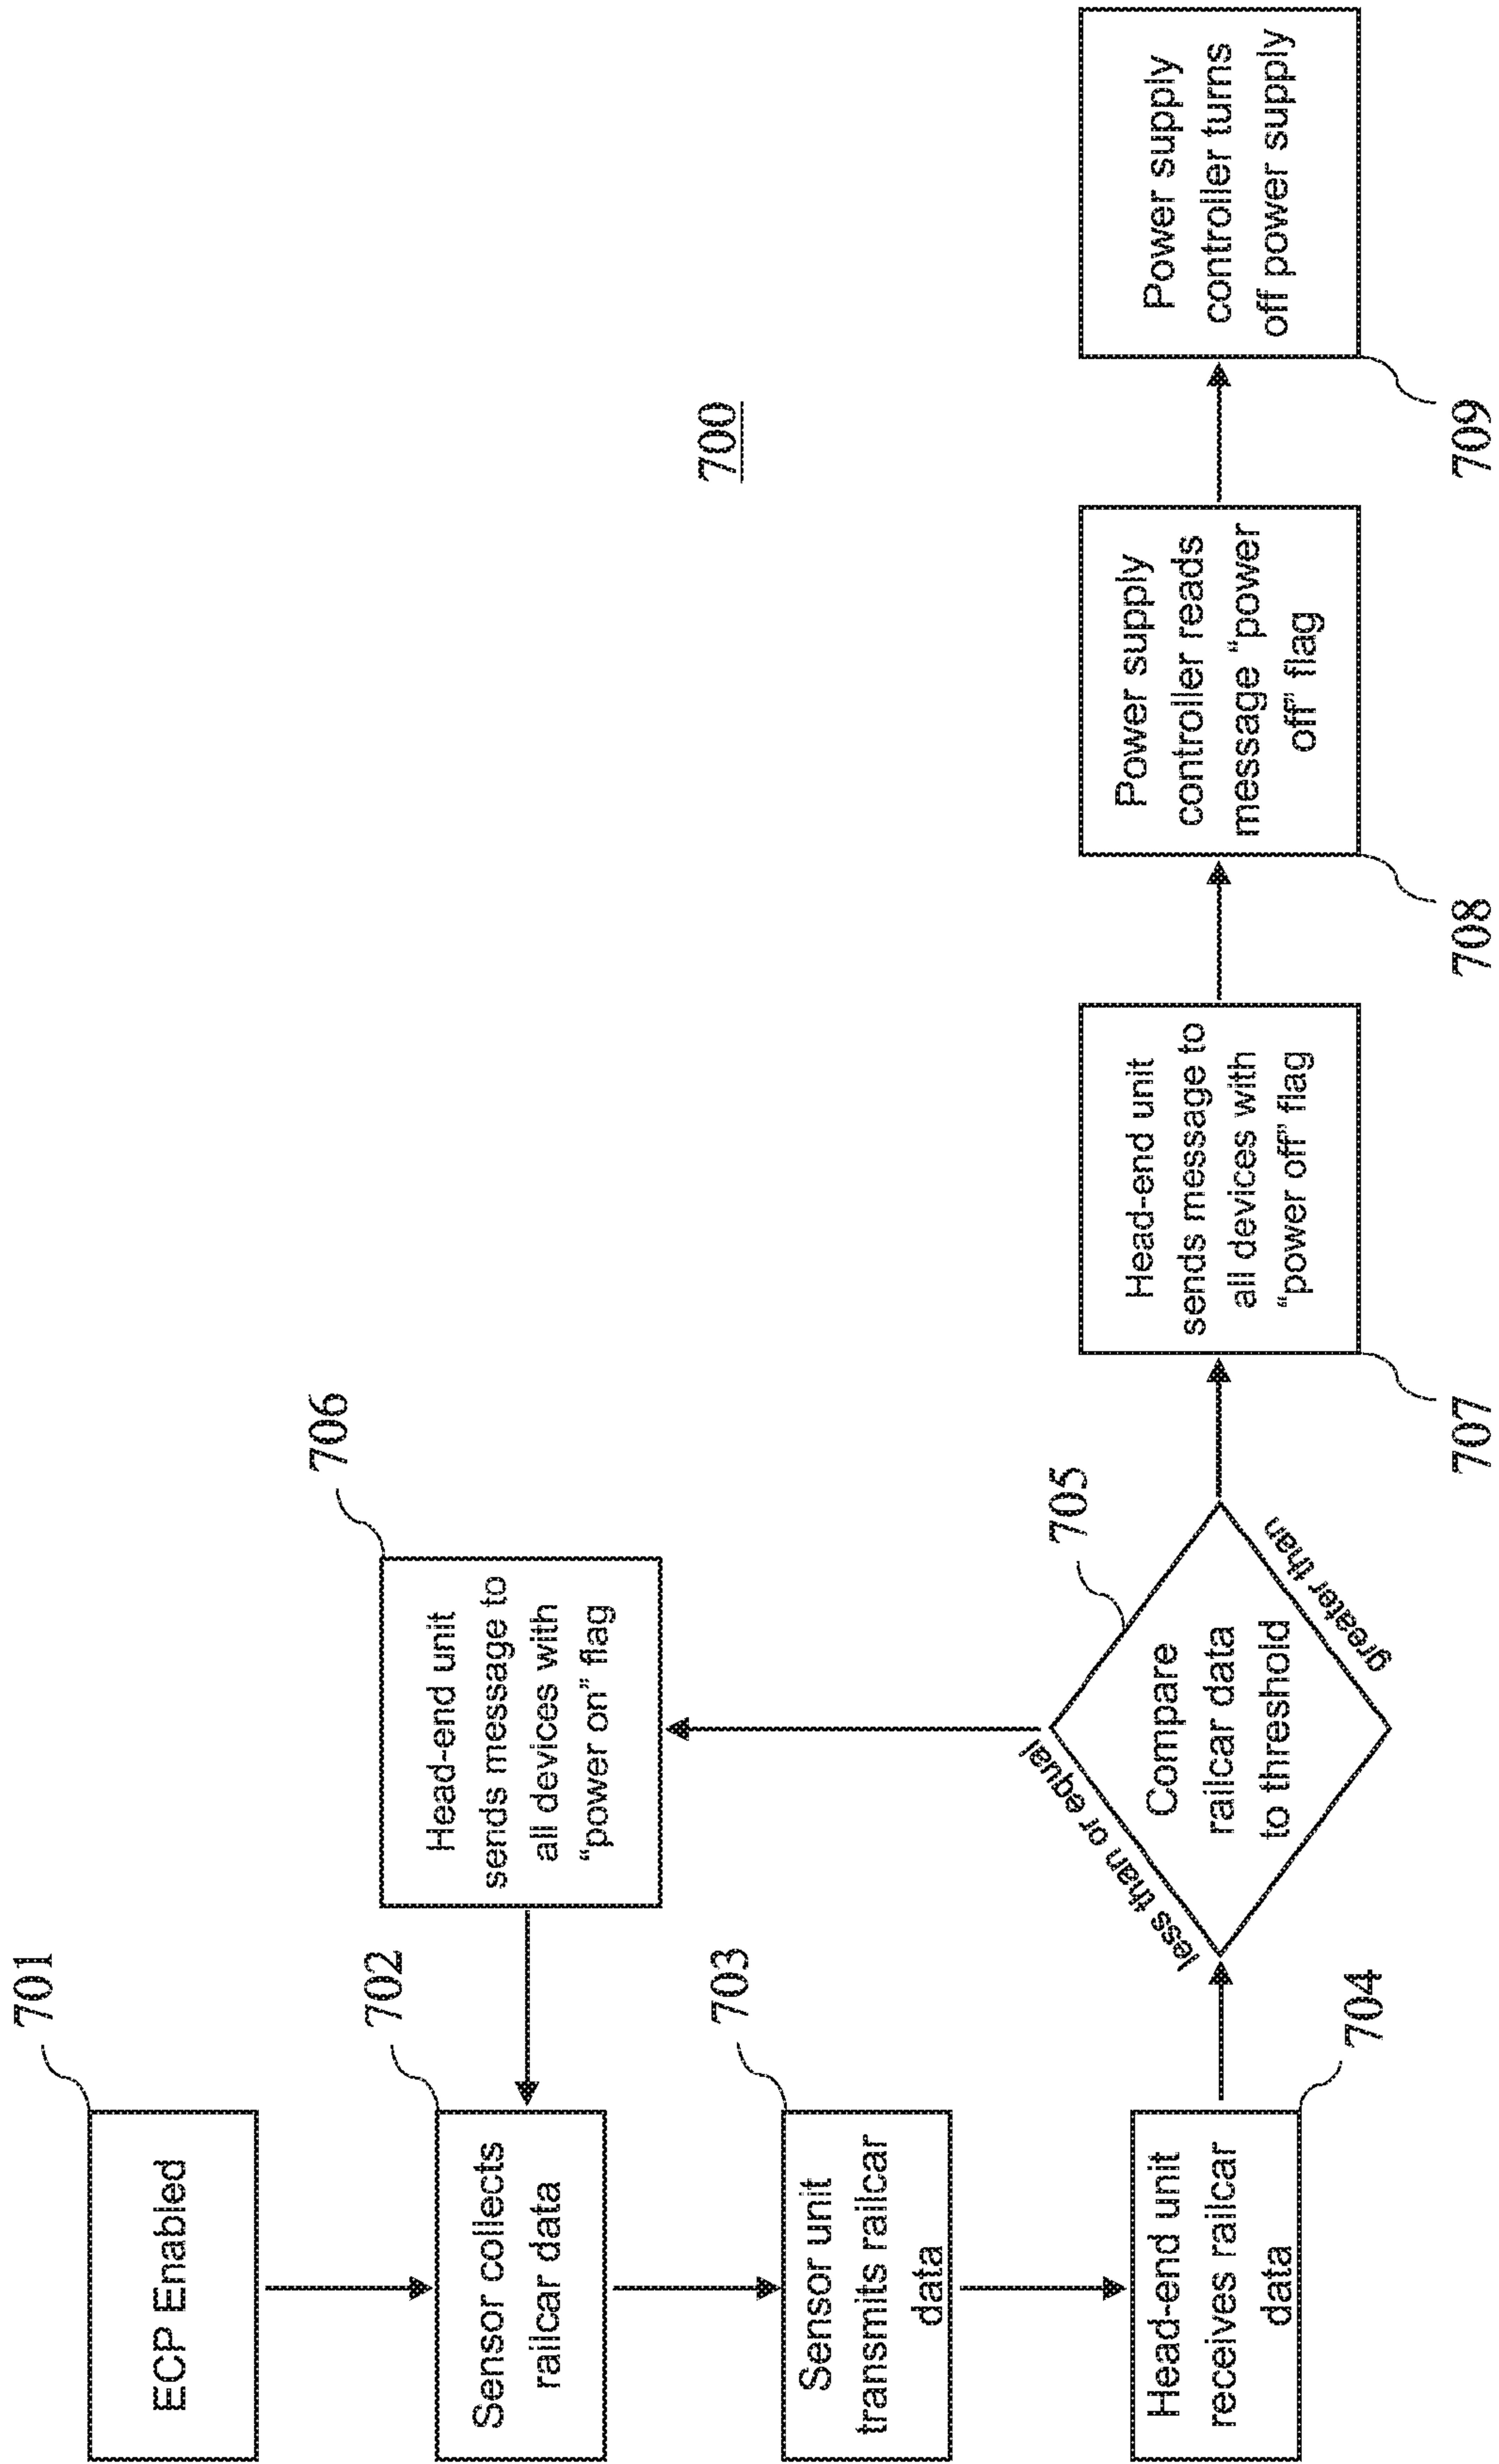 700
701
ECP Enabled
702
Sensor collects
railcar data
703
Sensor unit
transmits railcar
data
704
Head-end unit
receives railcar
data
705
Compare
railcar data
to threshold
less than or equal
greater than
706
Head-end unit
sends message to
all devices with
“power on” flag
707
Head-end unit
sends message to
all devices with
“power off” flag
708
Power supply
controller reads
message “power
off” flag
709
Power supply
controller turns
off power supply